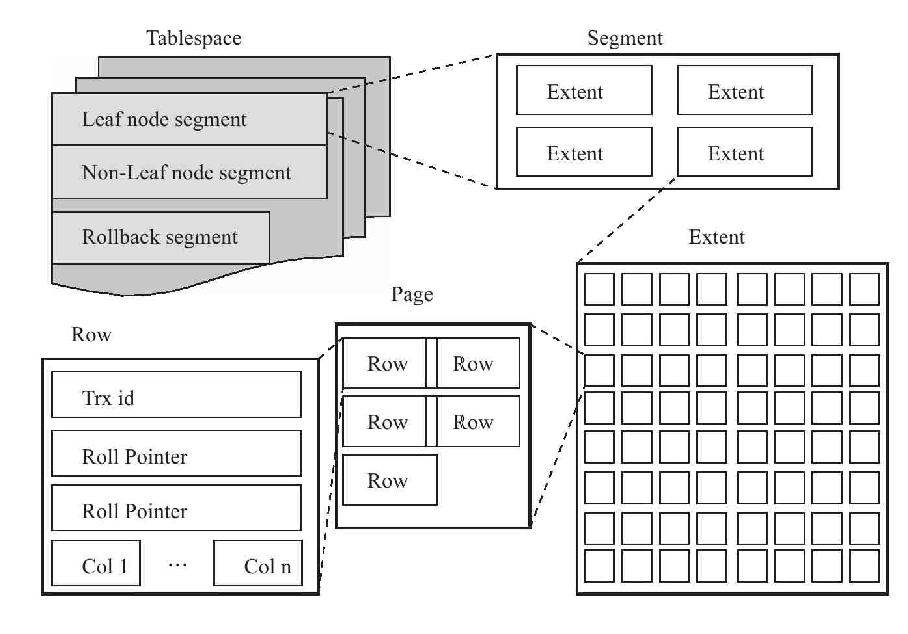 Tablespace
Leaf node segment
Non-Leaf node segment
Rollback segment
Segment
Extent Extent
Extent Extent
Extent
Page
Row Row
Row Row
Row
Row
Trx id
Roll Pointer
Roll Pointer
Col 1 ... Col n